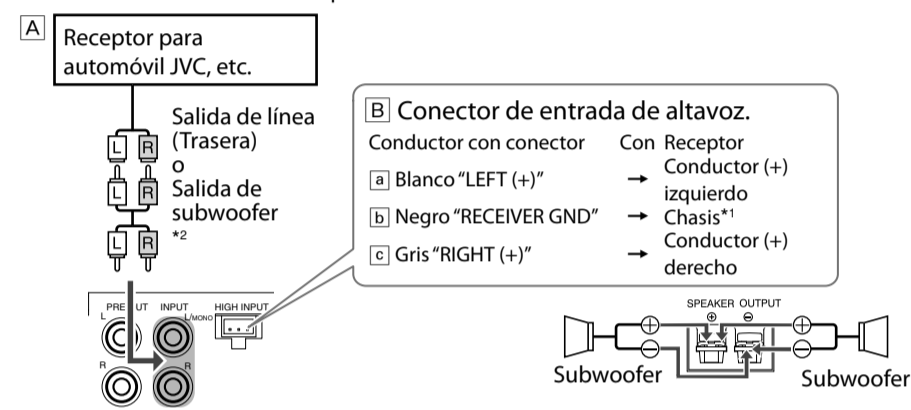 A
Receptor para
automóvil JVC, etc.
Salida de línea
(Trasera)
o
Salida de
subwoofer
*2
L R
L R
L R
B Conector de entrada de altavoz.
Conductor con conector Con Receptor
a Blanco "LEFT (+)" → Conductor (+)
izquierdo
b Negro "RECEIVER GND" → Chasis*1
c Gris "RIGHT (+)" → Conductor (+)
derecho
PRE UT INPUT HIGH INPUT
L L/MONO
R R
SPEAKER OUTPUT
⊕ ⊖
⊕ ⊕
⊖ ⊖
Subwoofer Subwoofer